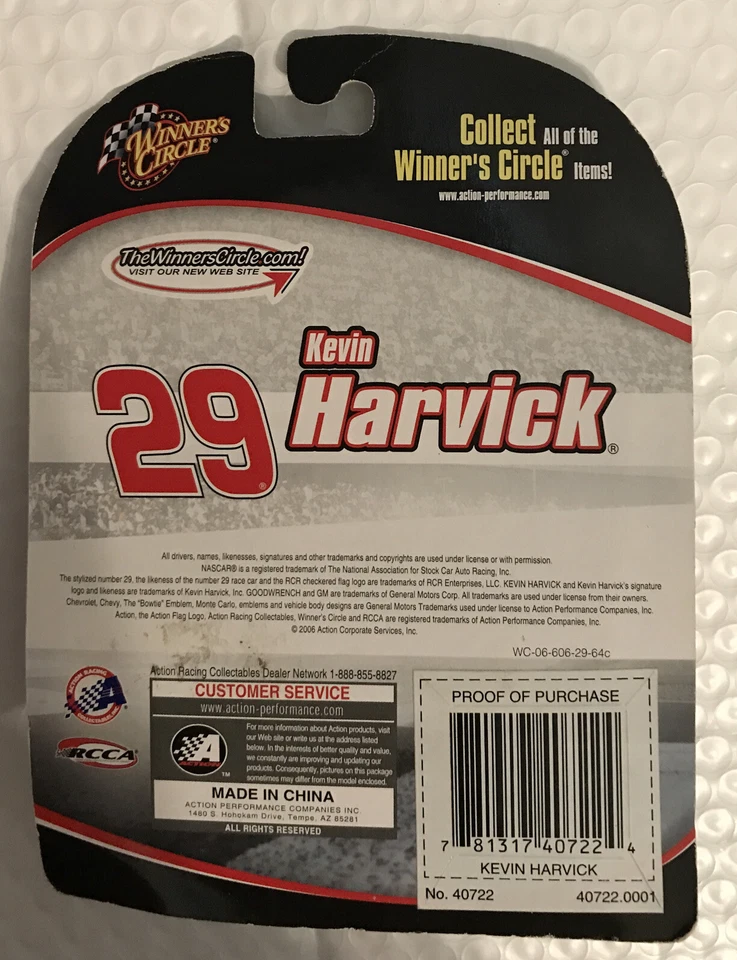 WINNER'S
CIRCLE®
Collect All of the
Winner's Circle® Items!
www.action-performance.com
TheWinnersCircle.com!
VISIT OUR NEW WEB SITE
29®
Kevin
Harvick®
All drivers, names, likenesses, signatures and other trademarks and copyrights are used under license or with permission.
NASCAR® is a registered trademark of The National Association for Stock Car Auto Racing, Inc.
The stylized number 29, the likeness of the number 29 race car and the RCR checkered flag logo are trademarks of RCR Enterprises, LLC. KEVIN HARVICK and Kevin Harvick's signature
logo and likeness are trademarks of Kevin Harvick, Inc. GOODWRENCH and GM are trademarks of General Motors Corp. All trademarks are used under license from their owners.
Chevrolet, Chevy, The "Bowtie" Emblem, Monte Carlo, emblems and vehicle body designs are General Motors Trademarks used under license to Action Performance Companies, Inc.
Action, the Action Flag Logo, Action Racing Collectables, Winner's Circle and RCCA are registered trademarks of Action Performance Companies, Inc.
© 2006 Action Corporate Services, Inc.
WC-06-606-29-64c
Action Racing Collectables Dealer Network 1-888-855-8827
CUSTOMER SERVICE
www.action-performance.com
For more information about Action products, visit
our Web site or write us at the address listed
below. In the interests of better quality and value,
we constantly are improving and updating our
products. Consequently, pictures on this package
sometimes may differ from the model enclosed.
A
ACTION
TM
MADE IN CHINA
ACTION PERFORMANCE COMPANIES INC.
1480 S. Hohokam Drive, Tempe, AZ 85281
ALL RIGHTS RESERVED
ACTION RACING
A
COLLECTABLES, INC.
RCCA
PROOF OF PURCHASE
7 81317 40722 4
KEVIN HARVICK
No. 40722 40722.0001